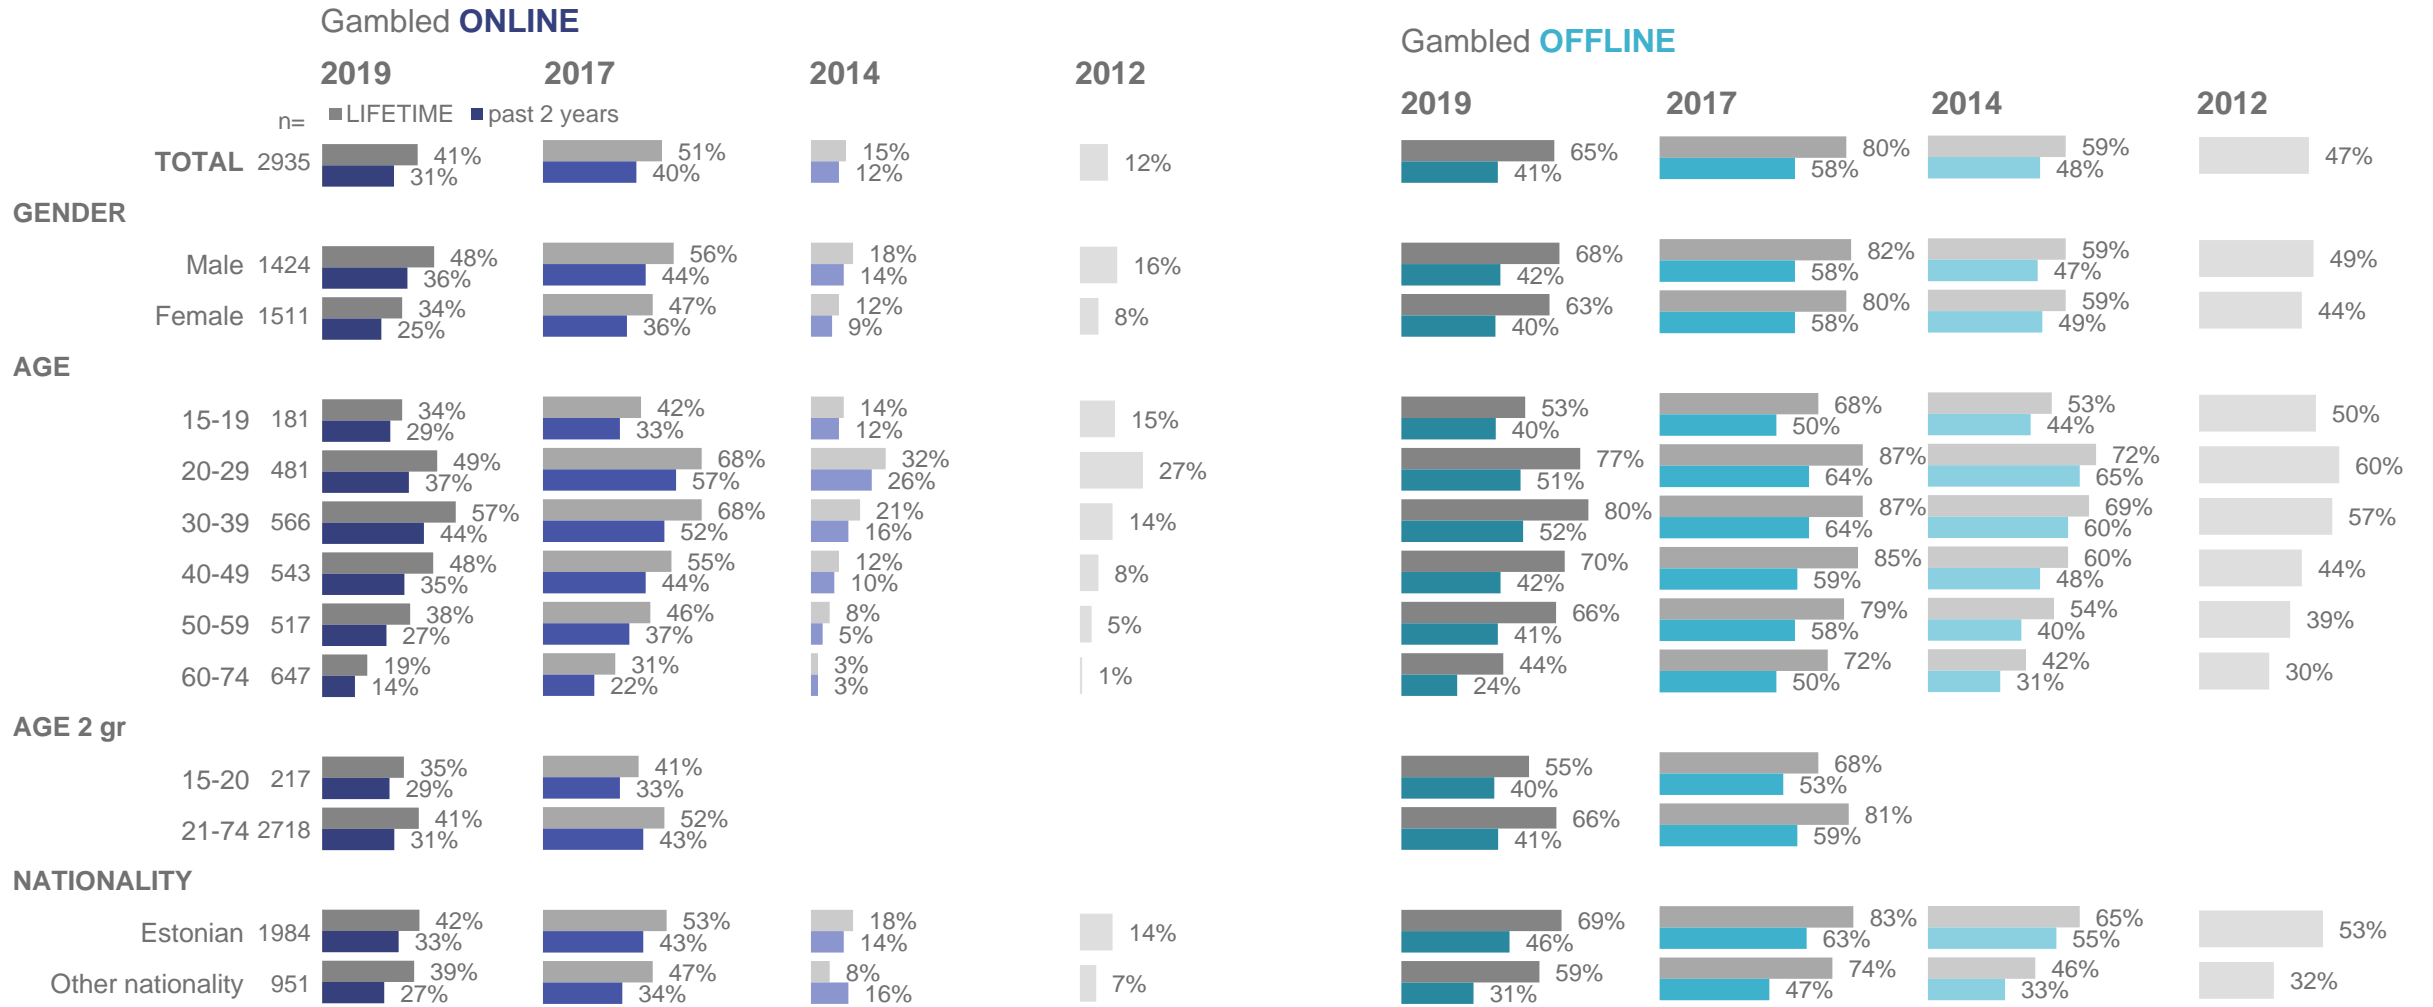 Gambled ONLINE
Gambled OFFLINE
2019 2017 2014 2012
2019 2017 2014 2012
n= LIFETIME past 2 years
TOTAL 2935 41% 31% 51% 40% 15% 12% 12% 65% 41% 80% 58% 59% 48% 47%
GENDER
Male 1424 48% 36% 56% 44% 18% 14% 16% 68% 42% 82% 58% 59% 47% 49%
Female 1511 34% 25% 47% 36% 12% 9% 8% 63% 40% 80% 58% 59% 49% 44%
AGE
15-19 181 34% 29% 42% 33% 14% 12% 15% 53% 40% 68% 50% 53% 44% 50%
20-29 481 49% 37% 68% 57% 32% 26% 27% 77% 51% 87% 64% 72% 65% 60%
30-39 566 57% 44% 68% 52% 21% 16% 14% 80% 52% 87% 64% 69% 60% 57%
40-49 543 48% 35% 55% 44% 12% 10% 8% 70% 42% 85% 59% 60% 48% 44%
50-59 517 38% 27% 46% 37% 8% 5% 5% 66% 41% 79% 58% 54% 40% 39%
60-74 647 19% 14% 31% 22% 3% 3% 1% 44% 24% 72% 50% 42% 31% 30%
AGE 2 gr
15-20 217 35% 29% 41% 33% 55% 40% 68% 53%
21-74 2718 41% 31% 52% 43% 66% 41% 81% 59%
NATIONALITY
Estonian 1984 42% 33% 53% 43% 18% 14% 14% 69% 46% 83% 63% 65% 55% 53%
Other nationality 951 39% 27% 47% 34% 8% 16% 7% 59% 31% 74% 47% 46% 33% 32%